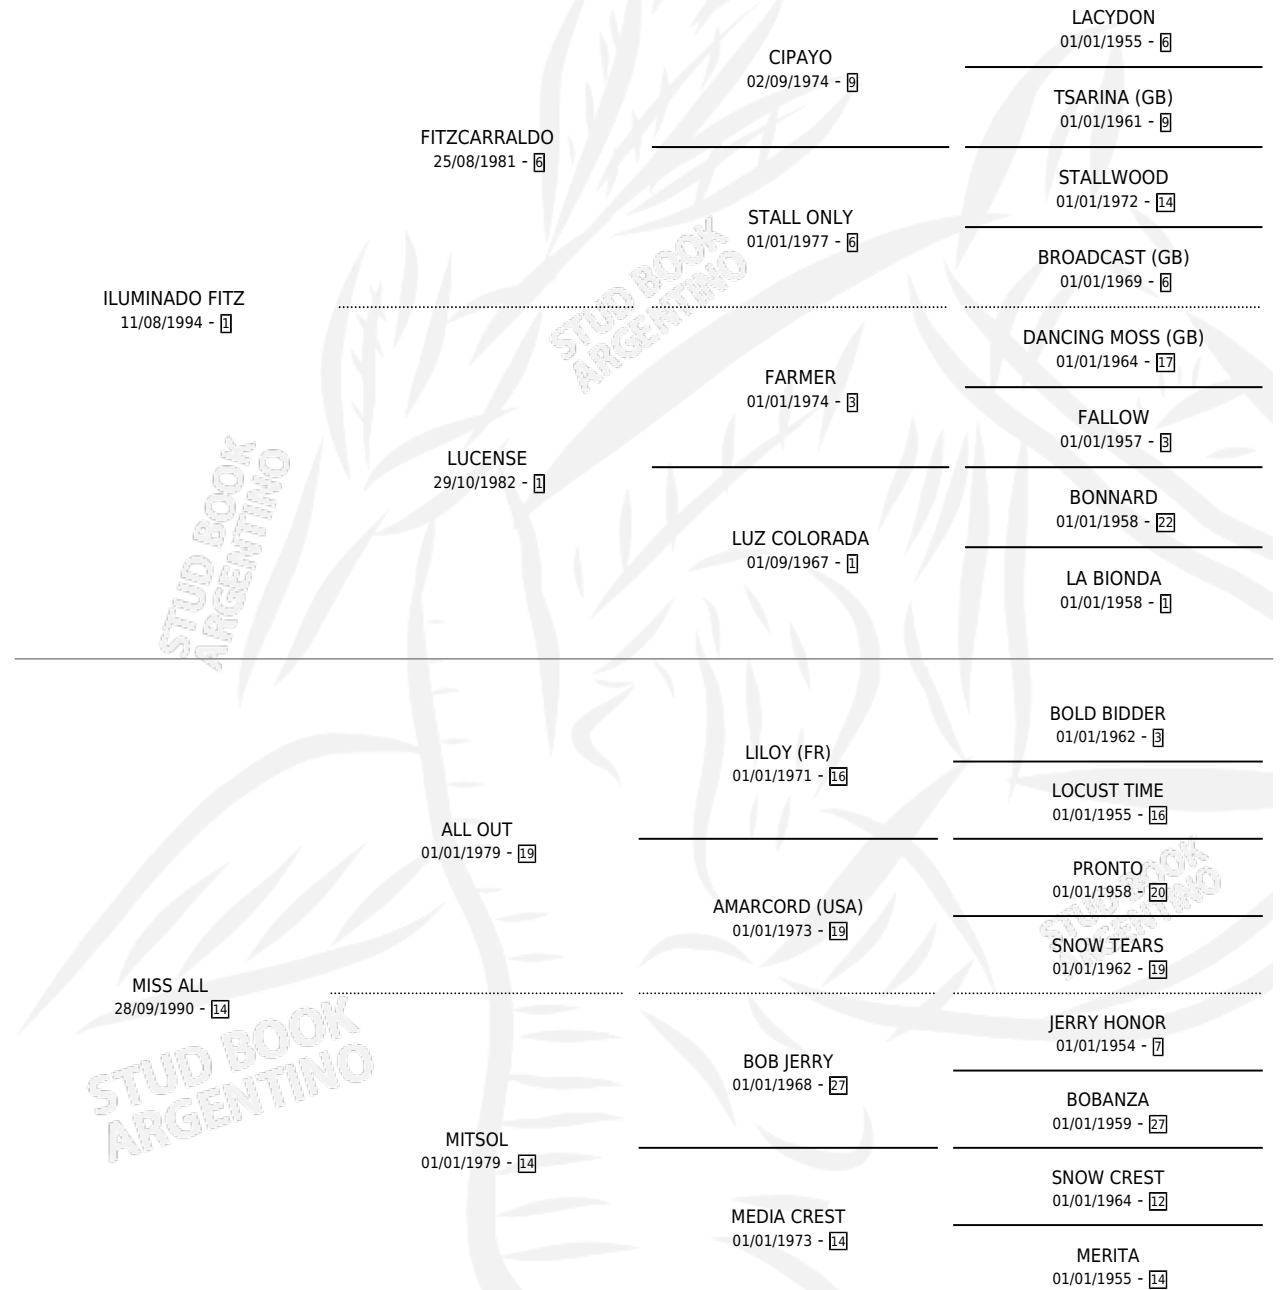 LACYDON
01/01/1955 - 6
CIPAYO
02/09/1974 - 9
TSARINA (GB)
01/01/1961 - 9
FITZCARRALDO
25/08/1981 - 6
STALLWOOD
01/01/1972 - 14
STALL ONLY
01/01/1977 - 6
BROADCAST (GB)
01/01/1969 - 6
ILUMINADO FITZ
11/08/1994 - 1
DANCING MOSS (GB)
01/01/1964 - 17
FARMER
01/01/1974 - 3
FALLOW
01/01/1957 - 3
LUCENSE
29/10/1982 - 1
BONNARD
01/01/1958 - 22
LUZ COLORADA
01/09/1967 - 1
LA BIONDA
01/01/1958 - 1
BOLD BIDDER
01/01/1962 - 3
LILOY (FR)
01/01/1971 - 16
LOCUST TIME
01/01/1955 - 16
ALL OUT
01/01/1979 - 19
PRONTO
01/01/1958 - 20
AMARCORD (USA)
01/01/1973 - 19
SNOW TEARS
01/01/1962 - 19
MISS ALL
28/09/1990 - 14
JERRY HONOR
01/01/1954 - 7
BOB JERRY
01/01/1968 - 27
BOBANZA
01/01/1959 - 27
MITSOL
01/01/1979 - 14
SNOW CREST
01/01/1964 - 12
MEDIA CREST
01/01/1973 - 14
MERITA
01/01/1955 - 14
STUD BOOK
ARGENTINO
STUD BOOK
ARGENTINO
STUD BOOK
ARGENTINO
STUD BOOK
ARGENTINO